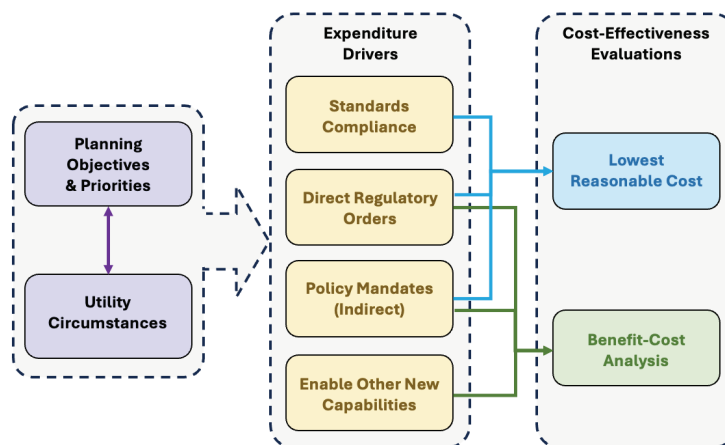 Planning
Objectives
& Priorities
Utility
Circumstances
Expenditure
Drivers
Standards
Compliance
Direct Regulatory
Orders
Policy Mandates
(Indirect)
Enable Other New
Capabilities
Cost-Effectiveness
Evaluations
Lowest
Reasonable Cost
Benefit-Cost
Analysis